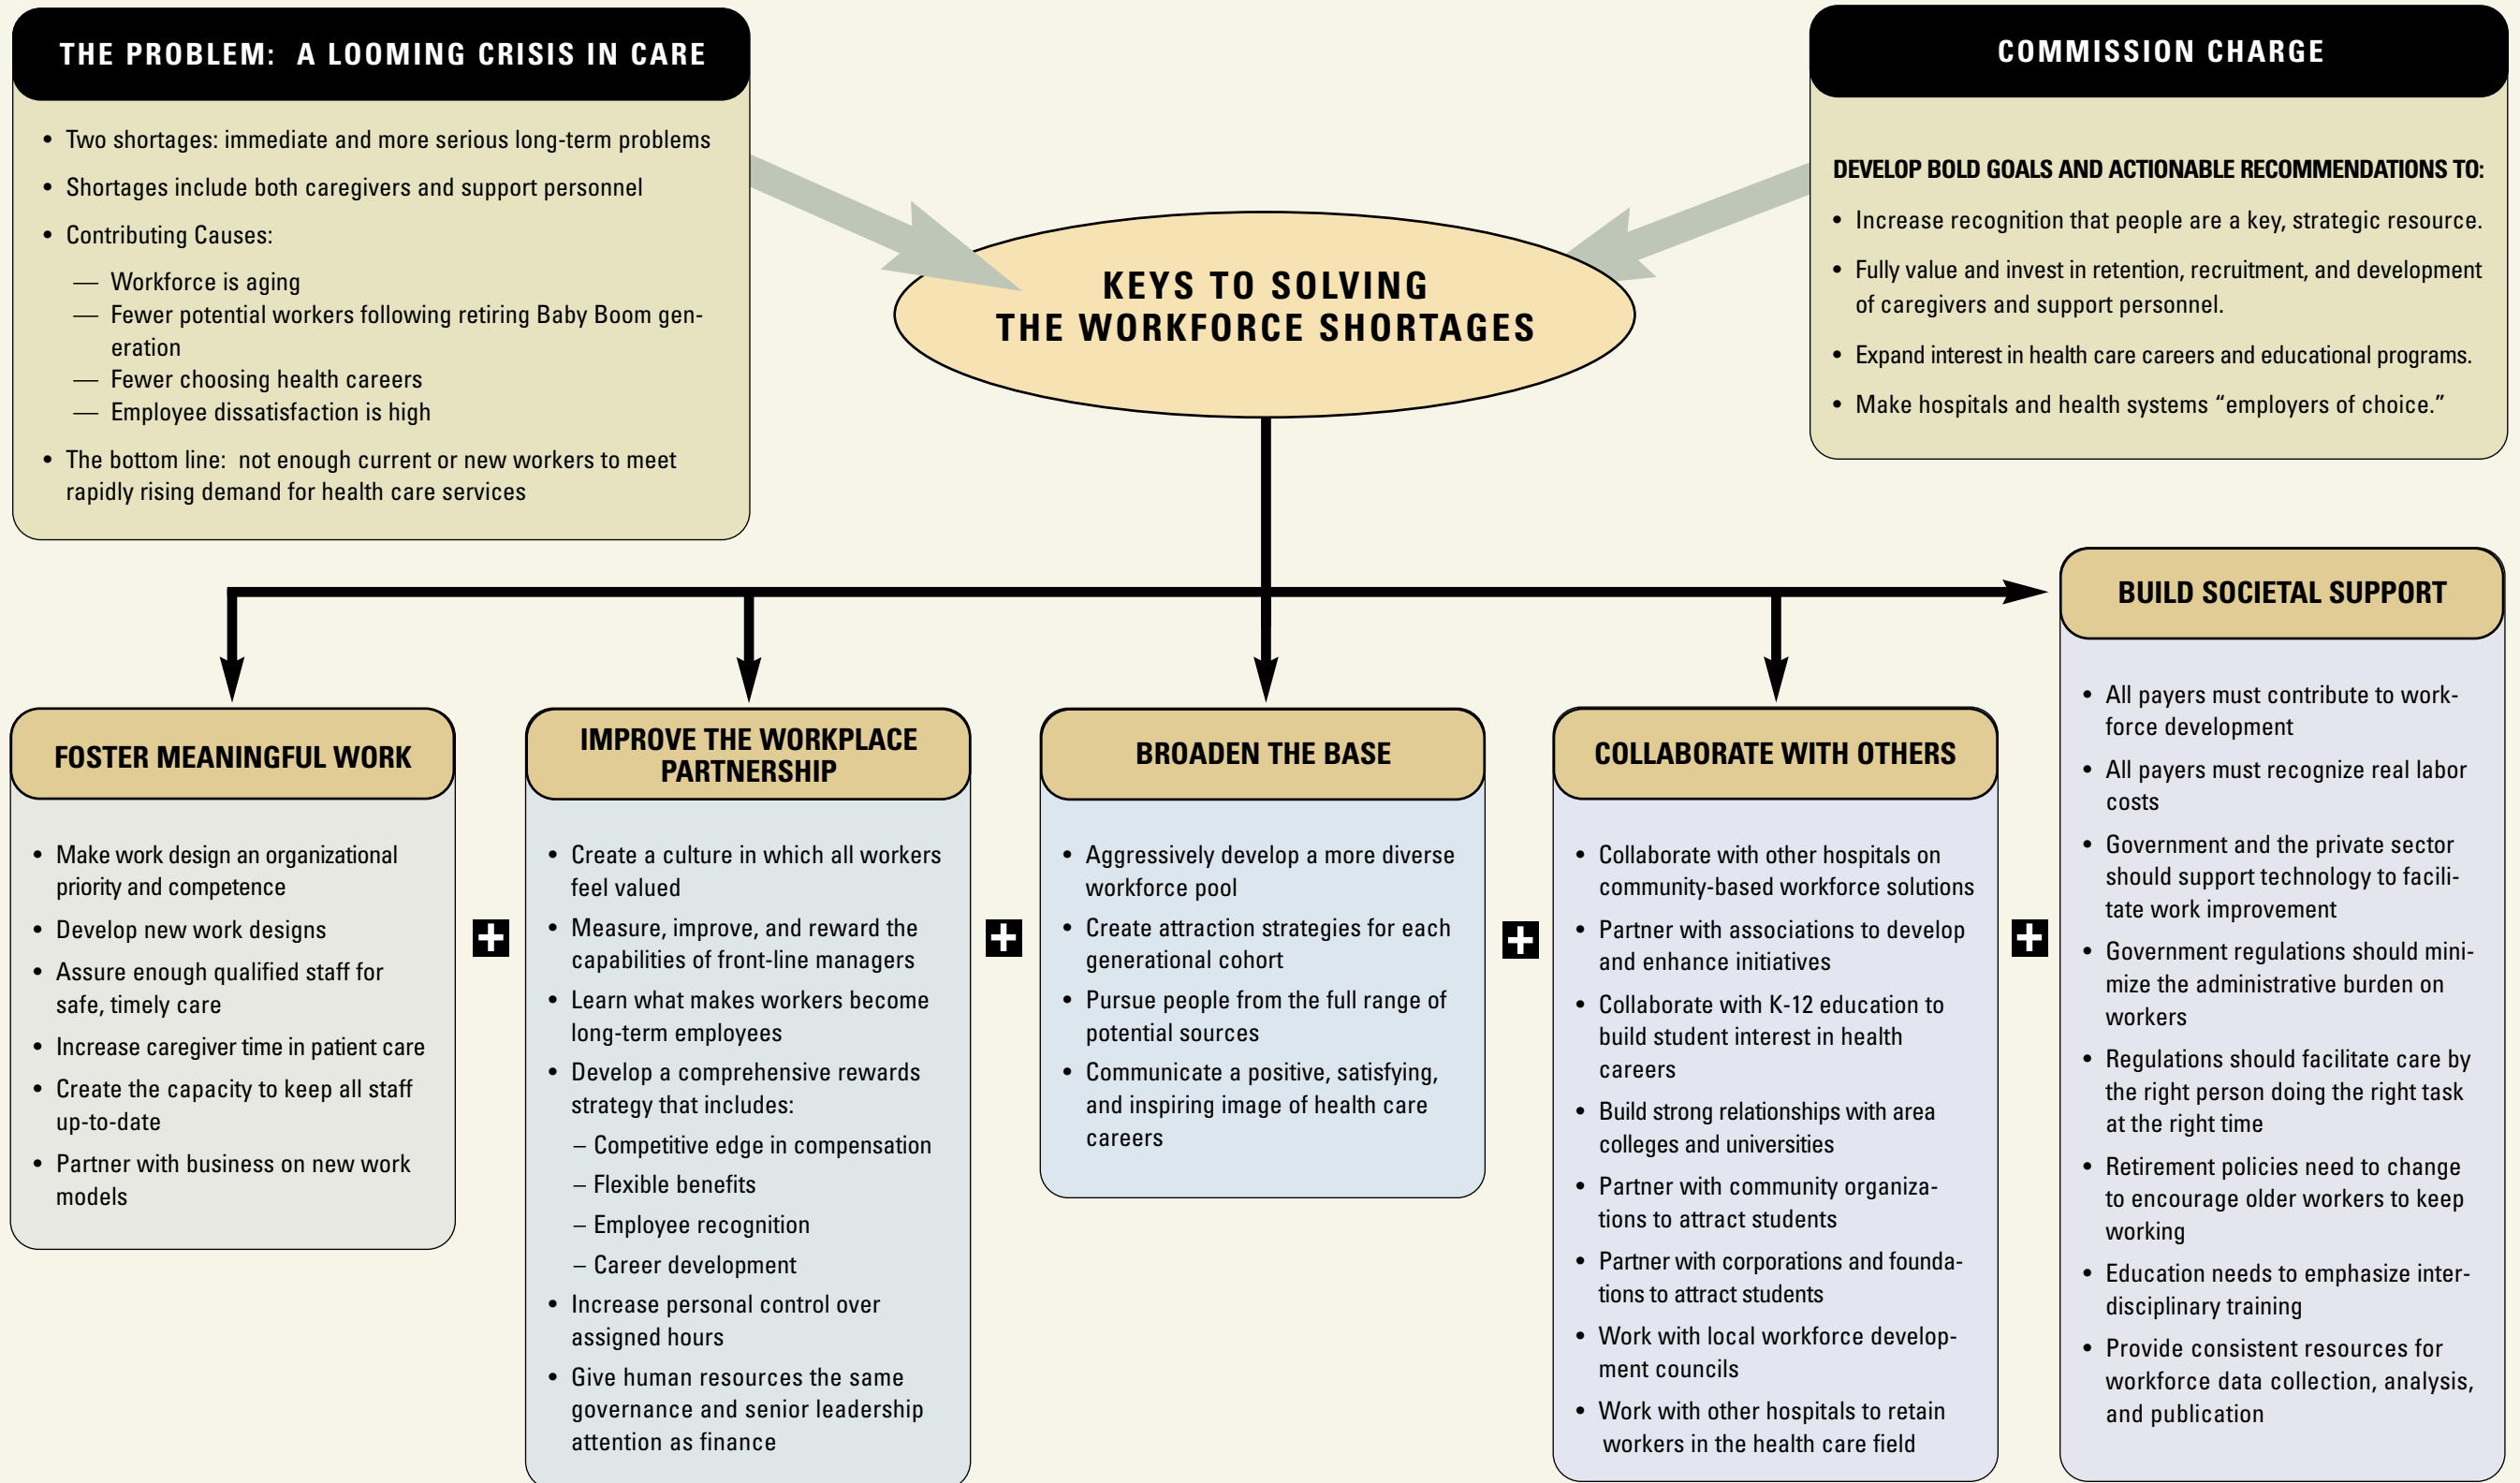 THE PROBLEM: A LOOMING CRISIS IN CARE
• Two shortages: immediate and more serious long-term problems
• Shortages include both caregivers and support personnel
• Contributing Causes:
— Workforce is aging
— Fewer potential workers following retiring Baby Boom gen-
eration
— Fewer choosing health careers
— Employee dissatisfaction is high
• The bottom line: not enough current or new workers to meet
rapidly rising demand for health care services
COMMISSION CHARGE
DEVELOP BOLD GOALS AND ACTIONABLE RECOMMENDATIONS TO:
• Increase recognition that people are a key, strategic resource.
• Fully value and invest in retention, recruitment, and development
of caregivers and support personnel.
• Expand interest in health care careers and educational programs.
• Make hospitals and health systems “employers of choice.”
KEYS TO SOLVING
THE WORKFORCE SHORTAGES
FOSTER MEANINGFUL WORK
• Make work design an organizational
priority and competence
• Develop new work designs
• Assure enough qualified staff for
safe, timely care
• Increase caregiver time in patient care
• Create the capacity to keep all staff
up-to-date
• Partner with business on new work
models
+
IMPROVE THE WORKPLACE
PARTNERSHIP
• Create a culture in which all workers
feel valued
• Measure, improve, and reward the
capabilities of front-line managers
• Learn what makes workers become
long-term employees
• Develop a comprehensive rewards
strategy that includes:
– Competitive edge in compensation
– Flexible benefits
– Employee recognition
– Career development
• Increase personal control over
assigned hours
• Give human resources the same
governance and senior leadership
attention as finance
+
BROADEN THE BASE
• Aggressively develop a more diverse
workforce pool
• Create attraction strategies for each
generational cohort
• Pursue people from the full range of
potential sources
• Communicate a positive, satisfying,
and inspiring image of health care
careers
+
COLLABORATE WITH OTHERS
• Collaborate with other hospitals on
community-based workforce solutions
• Partner with associations to develop
and enhance initiatives
• Collaborate with K-12 education to
build student interest in health
careers
• Build strong relationships with area
colleges and universities
• Partner with community organiza-
tions to attract students
• Partner with corporations and founda-
tions to attract students
• Work with local workforce develop-
ment councils
• Work with other hospitals to retain
workers in the health care field
+
BUILD SOCIETAL SUPPORT
• All payers must contribute to work-
force development
• All payers must recognize real labor
costs
• Government and the private sector
should support technology to facili-
tate work improvement
• Government regulations should mini-
mize the administrative burden on
workers
• Regulations should facilitate care by
the right person doing the right task
at the right time
• Retirement policies need to change
to encourage older workers to keep
working
• Education needs to emphasize inter-
disciplinary training
• Provide consistent resources for
workforce data collection, analysis,
and publication